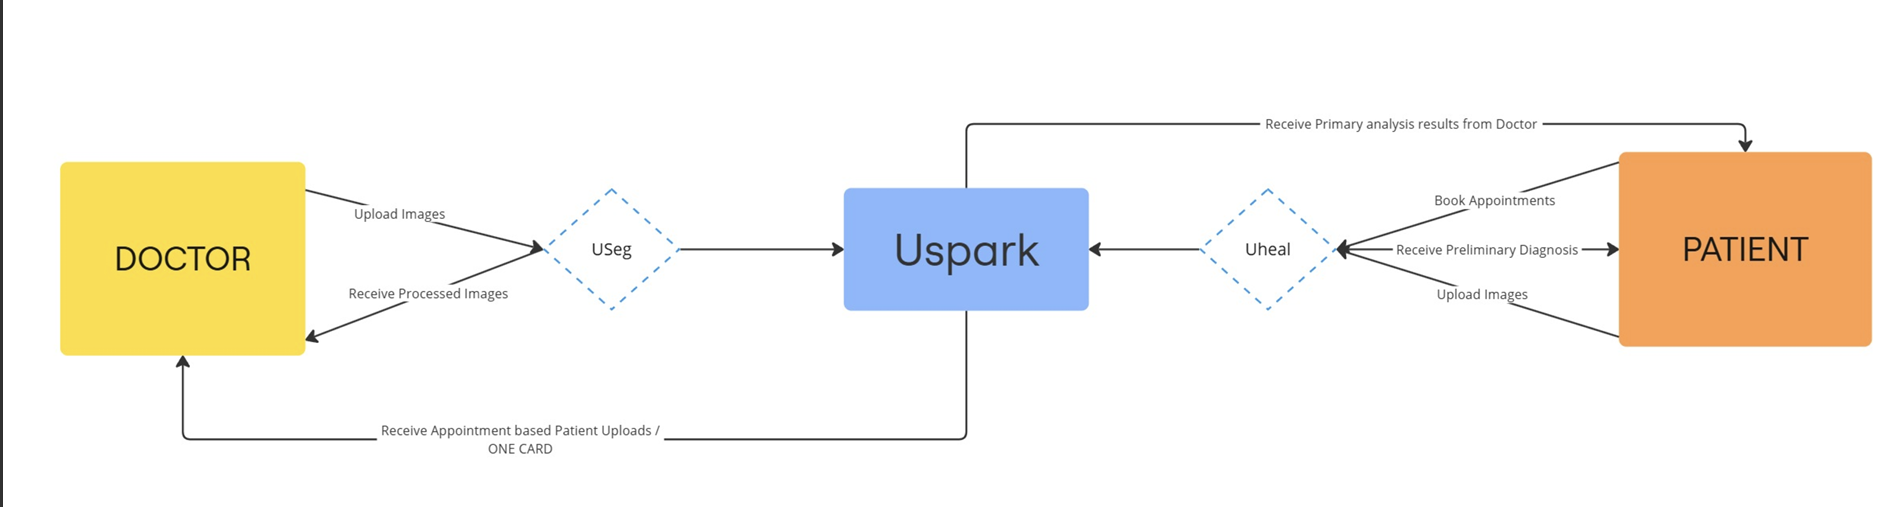 Receive Primary analysis results from Doctor
DOCTOR
Upload Images
Receive Processed Images
USeg
Uspark
Uheal
Book Appointments
Receive Preliminary Diagnosis
Upload Images
PATIENT
Receive Appointment based Patient Uploads /
ONE CARD